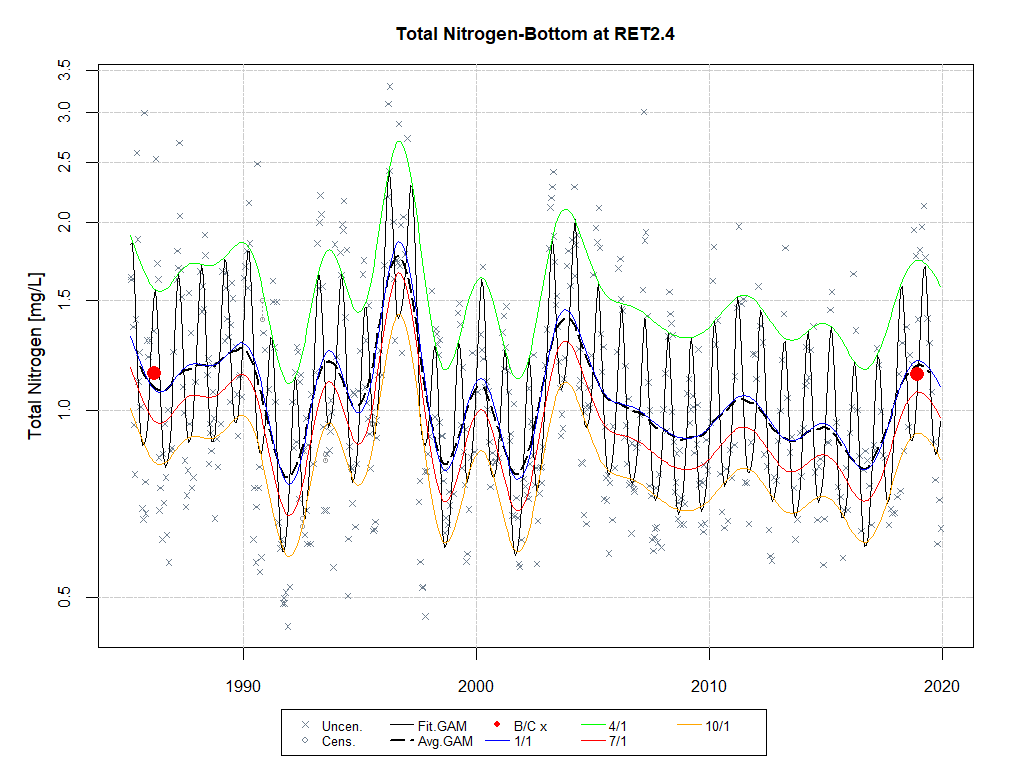 Total Nitrogen-Bottom at RET2.4
Total Nitrogen [mg/L]
3.5
3.0
2.5
2.0
1.5
1.0
0.5
1990 2000 2010 2020
Uncen. Fit.GAM B/C x 4/1 10/1
Cens. Avg.GAM 1/1 7/1